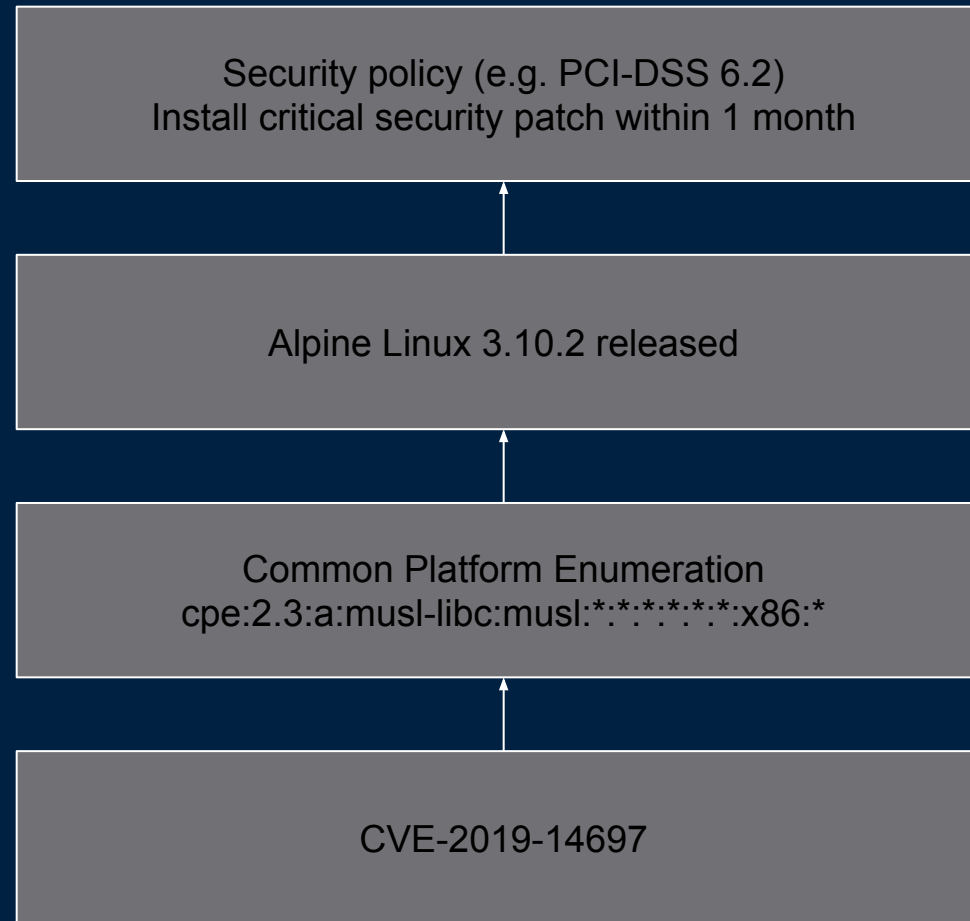 Security policy (e.g. PCI-DSS 6.2)
Install critical security patch within 1 month
Alpine Linux 3.10.2 released
Common Platform Enumeration
cpe:2.3:a:musl-libc:musl:*:*:*:*:*:*:x86:*
CVE-2019-14697